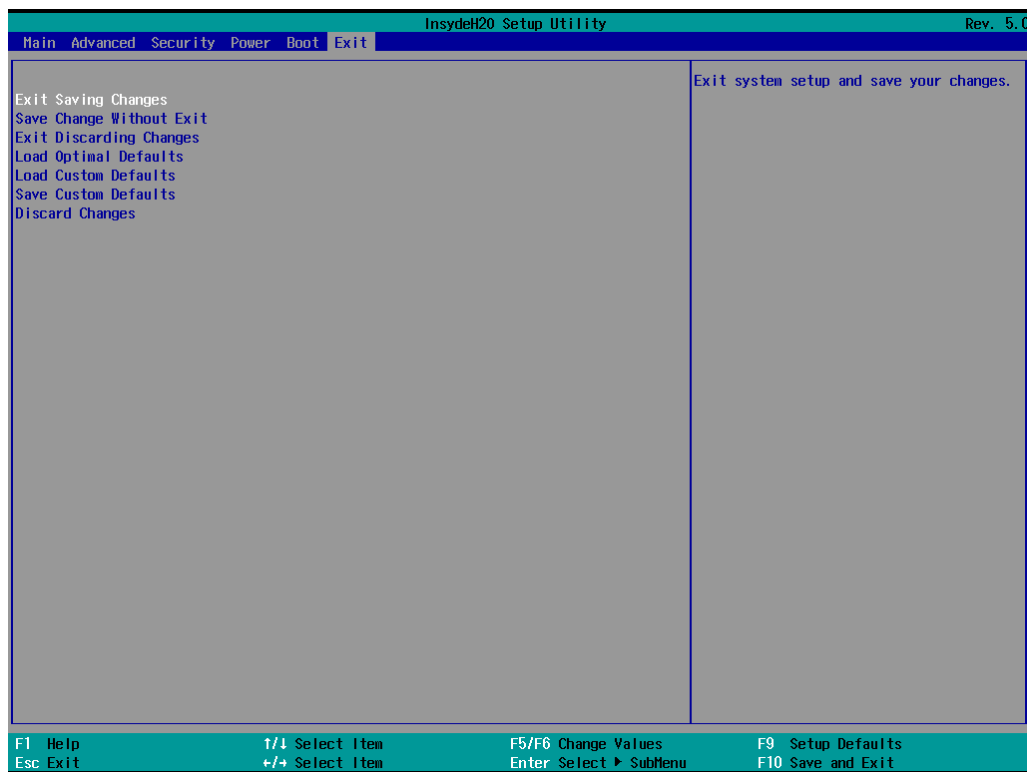 InsydeH20 Setup Utility Rev. 5.0
Main Advanced Security Power Boot Exit
Exit system setup and save your changes.
Exit Saving Changes
Save Change Without Exit
Exit Discarding Changes
Load Optimal Defaults
Load Custom Defaults
Save Custom Defaults
Discard Changes
F1 Help ↑/↓ Select Item F5/F6 Change Values F9 Setup Defaults
Esc Exit ←/→ Select Item Enter Select ▶ SubMenu F10 Save and Exit